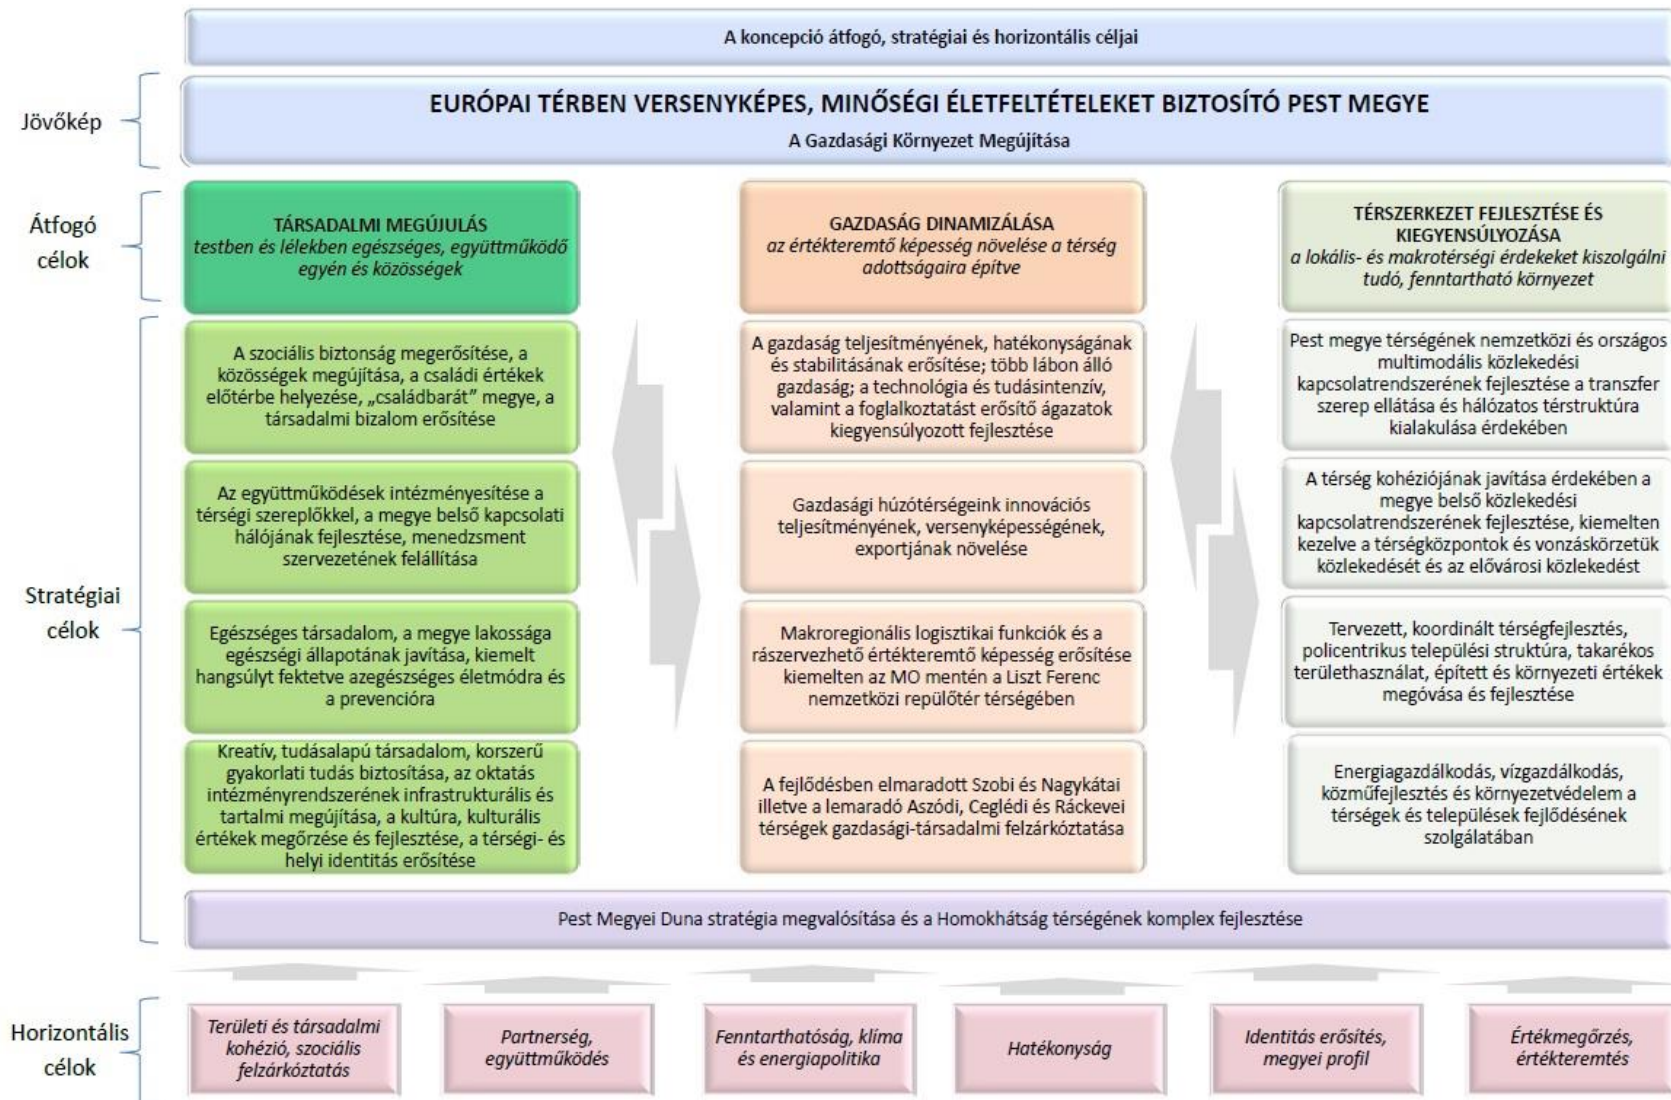 A koncepció átfogó, stratégiai és horizontális céljai
Jövőkép
EURÓPAI TÉRBEN VERSENYKÉPES, MINŐSÉGI ÉLETFELTÉTELEKET BIZTOSÍTÓ PEST MEGYE
A Gazdasági Környezet Megújítása
Átfogó
célok
TÁRSADALMI MEGÚJULÁS
testben és lélekben egészséges, együttműködő
egyén és közösségek
GAZDASÁG DINAMIZÁLÁSA
az értékteremtő képesség növelése a térség
adottságaira építve
TÉRSZERKEZET FEJLESZTÉSE ÉS
KIEGYENSÚLYOZÁSA
a lokális- és makrotérségi érdekeket kiszolgálni
tudó, fenntartható környezet
Stratégiai
célok
A szociális biztonság megerősítése, a
közösségek megújítása, a családi értékek
előtérbe helyezése, „családbarát” megye, a
társadalmi bizalom erősítése
A gazdaság teljesítményének, hatékonyságának
és stabilitásának erősítése; több lábon álló
gazdaság; a technológia és tudásintenzív,
valamint a foglalkoztatást erősítő ágazatok
kiegyensúlyozott fejlesztése
Pest megye térségének nemzetközi és országos
multimodális közlekedési
kapcsolatrendszerének fejlesztése a transzfer
szerep ellátása és hálózatos térstruktúra
kialakulása érdekében
Az együttműködések intézményesítése a
térségi szereplőkkel, a megye belső kapcsolati
hálójának fejlesztése, menedzsment
szervezetének felállítása
Gazdasági húzótérségeink innovációs
teljesítményének, versenyképességének,
exportjának növelése
A térség kohéziójának javítása érdekében a
megye belső közlekedési
kapcsolatrendszerének fejlesztése, kiemelten
kezelve a térségközpontok és vonzáskörzetük
közlekedését és az elővárosi közlekedést
Egészséges társadalom, a megye lakossága
egészségi állapotának javítása, kiemelt
hangsúlyt fektetve azegészséges életmódra és
a prevencióra
Makroregionális logisztikai funkciók és a
rászervezhető értékteremtő képesség erősítése
kiemelten az MO mentén a Liszt Ferenc
nemzetközi repülőtér térségében
Tervezett, koordinált térségfejlesztés,
policentrikus települési struktúra, takarékos
területhasználat, épített és környezeti értékek
megóvása és fejlesztése
Kreatív, tudásalapú társadalom, korszerű
gyakorlati tudás biztosítása, az oktatás
intézményrendszerének infrastrukturális és
tartalmi megújítása, a kultúra, kulturális
értékek megőrzése és fejlesztése, a térségi- és
helyi identitás erősítése
A fejlődésben elmaradott Szobi és Nagykátai
illetve a lemaradó Aszódi, Ceglédi és Ráckevei
térségek gazdasági-társadalmi felzárkóztatása
Energiagazdálkodás, vízgazdálkodás,
közműfejlesztés és környezetvédelem a
térségek és települések fejlődésének
szolgálatában
Pest Megyei Duna stratégia megvalósítása és a Homokhátság térségének komplex fejlesztése
Horizontális
célok
Területi és társadalmi
kohézió, szociális
felzárkóztatás
Partnerség,
együttműködés
Fenntarthatóság, klíma
és energiapolitika
Hatékonyság
Identitás erősítés,
megyei profil
Értékmegőrzés,
értékteremtés